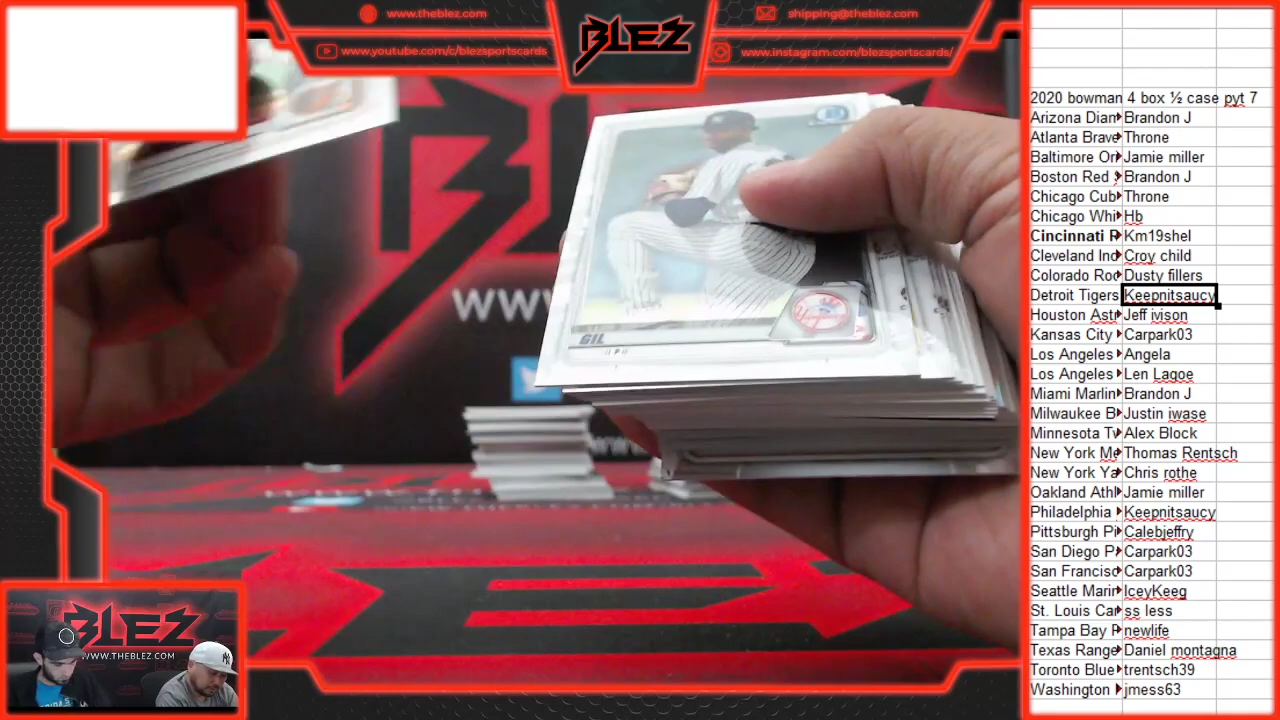 www.theblez.com
shipping@theblez.com
BLEZ
www.youtube.com/c/blezsportscards
www.instagram.com/blezsportscards/
2020 bowman 4 box ½ case pyt 7
Arizona Dian Brandon J
Atlanta Brave Throne
Baltimore Or Jamie miller
Boston Red Brandon J
Chicago Cub Throne
Chicago Whi Hb
Cincinnati R Km19shel
Cleveland Ind Croy child
Colorado Roc Dusty fillers
Detroit Tigers Keepnitsaucy
Houston Astr Jeff ivison
Kansas City Carpark03
Los Angeles Angela
Los Angeles Len Lagoe
Miami Marlin Brandon J
Milwaukee B Justin iwase
Minnesota Tw Alex Block
New York Me Thomas Rentsch
New York Ya Chris rothe
Oakland Athl Jamie miller
Philadelphia Keepnitsaucy
Pittsburgh Pi Calebjeffry
San Diego P Carpark03
San Francisc Carpark03
Seattle Marin IceyKeeg
St. Louis Car ss less
Tampa Bay newlife
Texas Range Daniel montagna
Toronto Blue trentsch39
Washington jmess63
BL
WWW
Yankees
GIL
P
BLEZ
WWW.THEBLEZ.COM